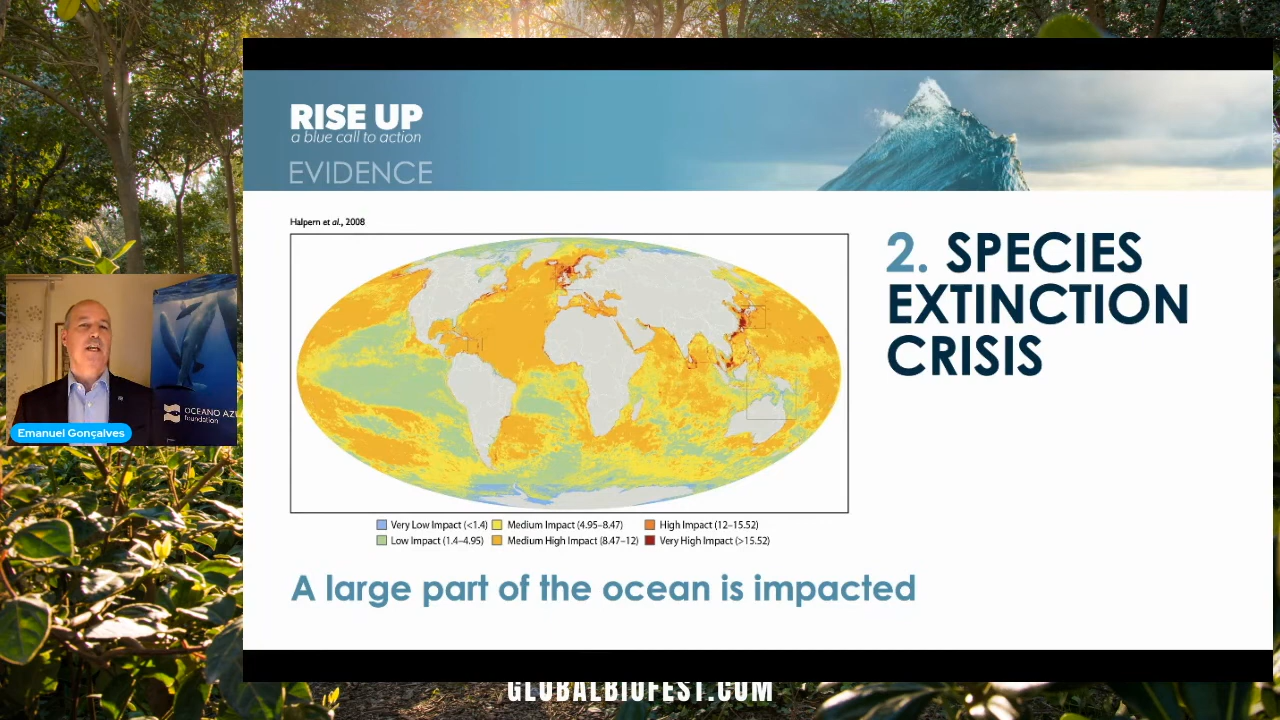 RISE UP
a blue call to action
EVIDENCE
Halpern et al., 2008
2. SPECIES
EXTINCTION
CRISIS
Very Low Impact (<1.4)
Medium Impact (4.95–8.47)
High Impact (12–15.52)
Low Impact (1.4–4.95)
Medium High Impact (8.47–12)
Very High Impact (>15.52)
A large part of the ocean is impacted
OCEANO AZU
foundation
Emanuel Gonçalves
GLOBALBIOFEST.COM